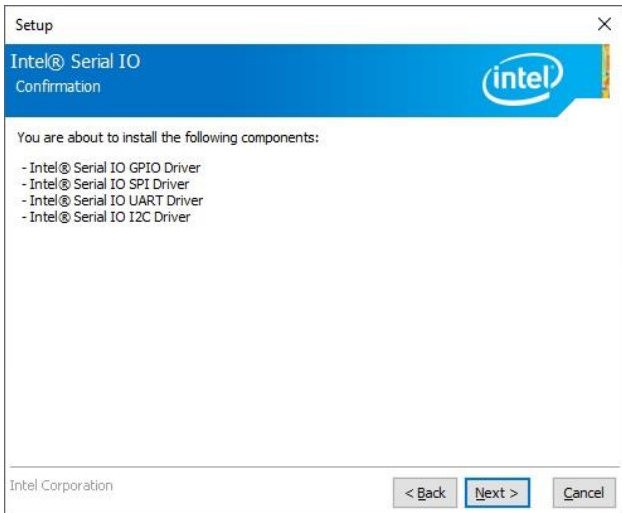 Setup
Intel® Serial IO
Confirmation
intel
You are about to install the following components:
- Intel® Serial IO GPIO Driver
- Intel® Serial IO SPI Driver
- Intel® Serial IO UART Driver
- Intel® Serial IO I2C Driver
Intel Corporation
< Back
Next >
Cancel